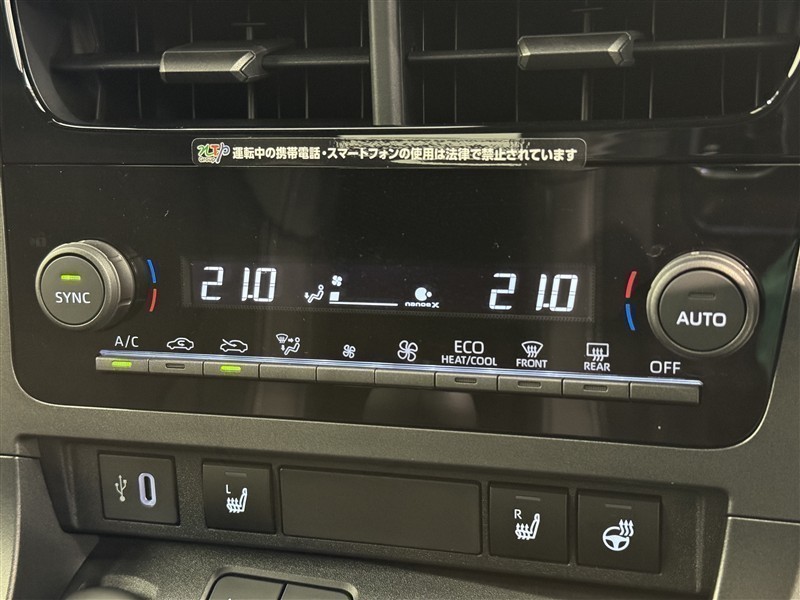 運転中の携帯電話・スマートフォンの使用は法律で禁止されています
21.0
nanoe X
21.0
SYNC
AUTO
A/C
ECO
HEAT/COOL
FRONT
REAR
OFF
L
R